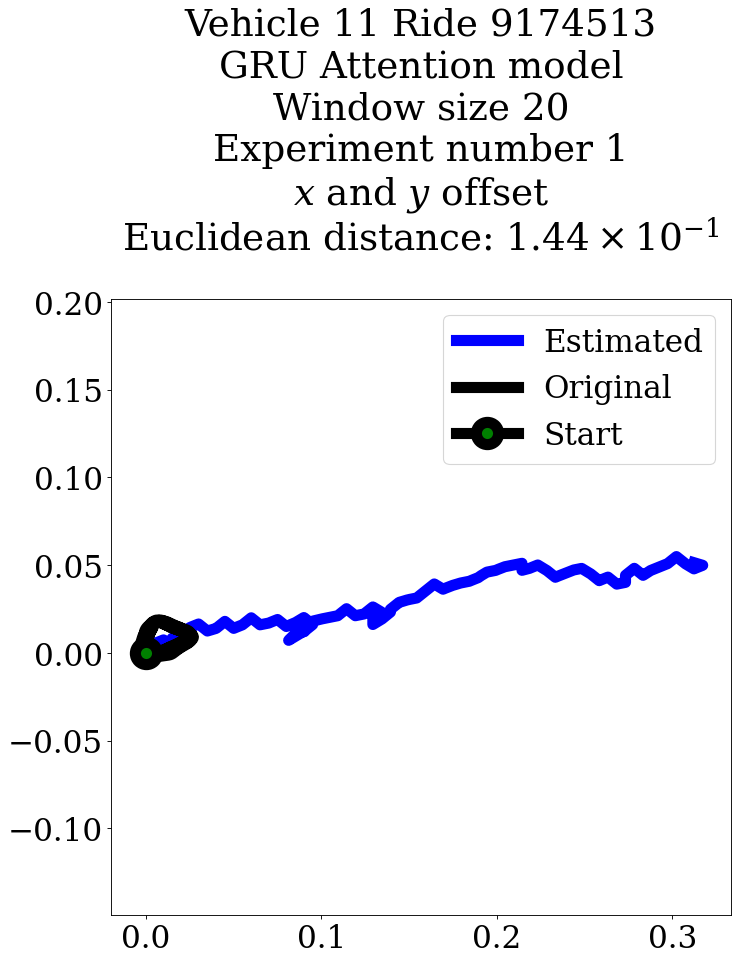 Vehicle 11 Ride 9174513
GRU Attention model
Window size 20
Experiment number 1
x and y offset
Euclidean distance: 1.44 × 10⁻¹
0.20
Estimated
0.15
Original
Start
0.10
0.05
0.00
−0.05
−0.10
0.0 0.1 0.2 0.3